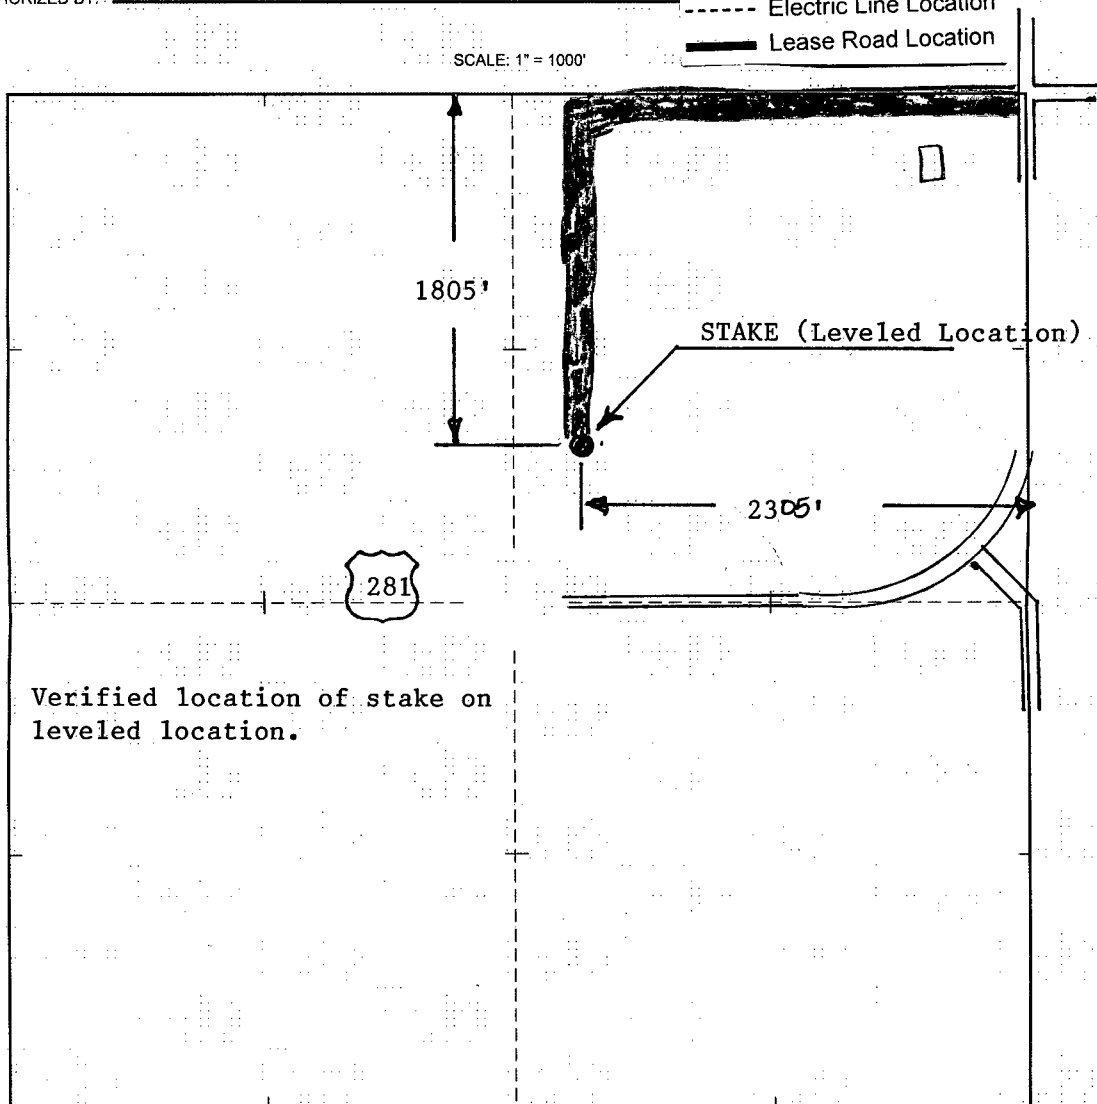 Electric Line Location
Lease Road Location
SCALE: 1" = 1000'
1805'
STAKE (Leveled Location)
2305'
281
Verified location of stake on
leveled location.